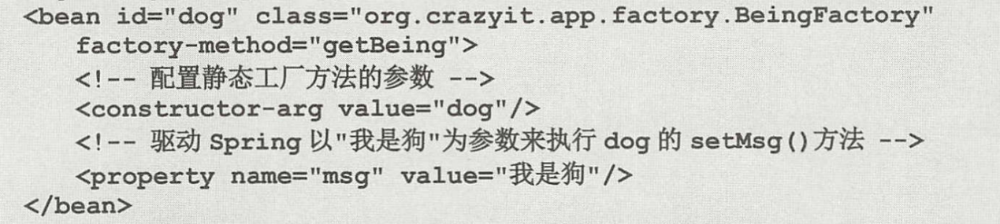 <bean id="dog" class="org.crazyit.app.factory.BeingFactory"
factory-method="getBeing">
<!-- 配置静态工厂方法的参数 -->
<constructor-arg value="dog"/>
<!-- 驱动 Spring 以"我是狗"为参数来执行 dog 的 setMsg()方法 -->
<property name="msg" value="我是狗"/>
</bean>